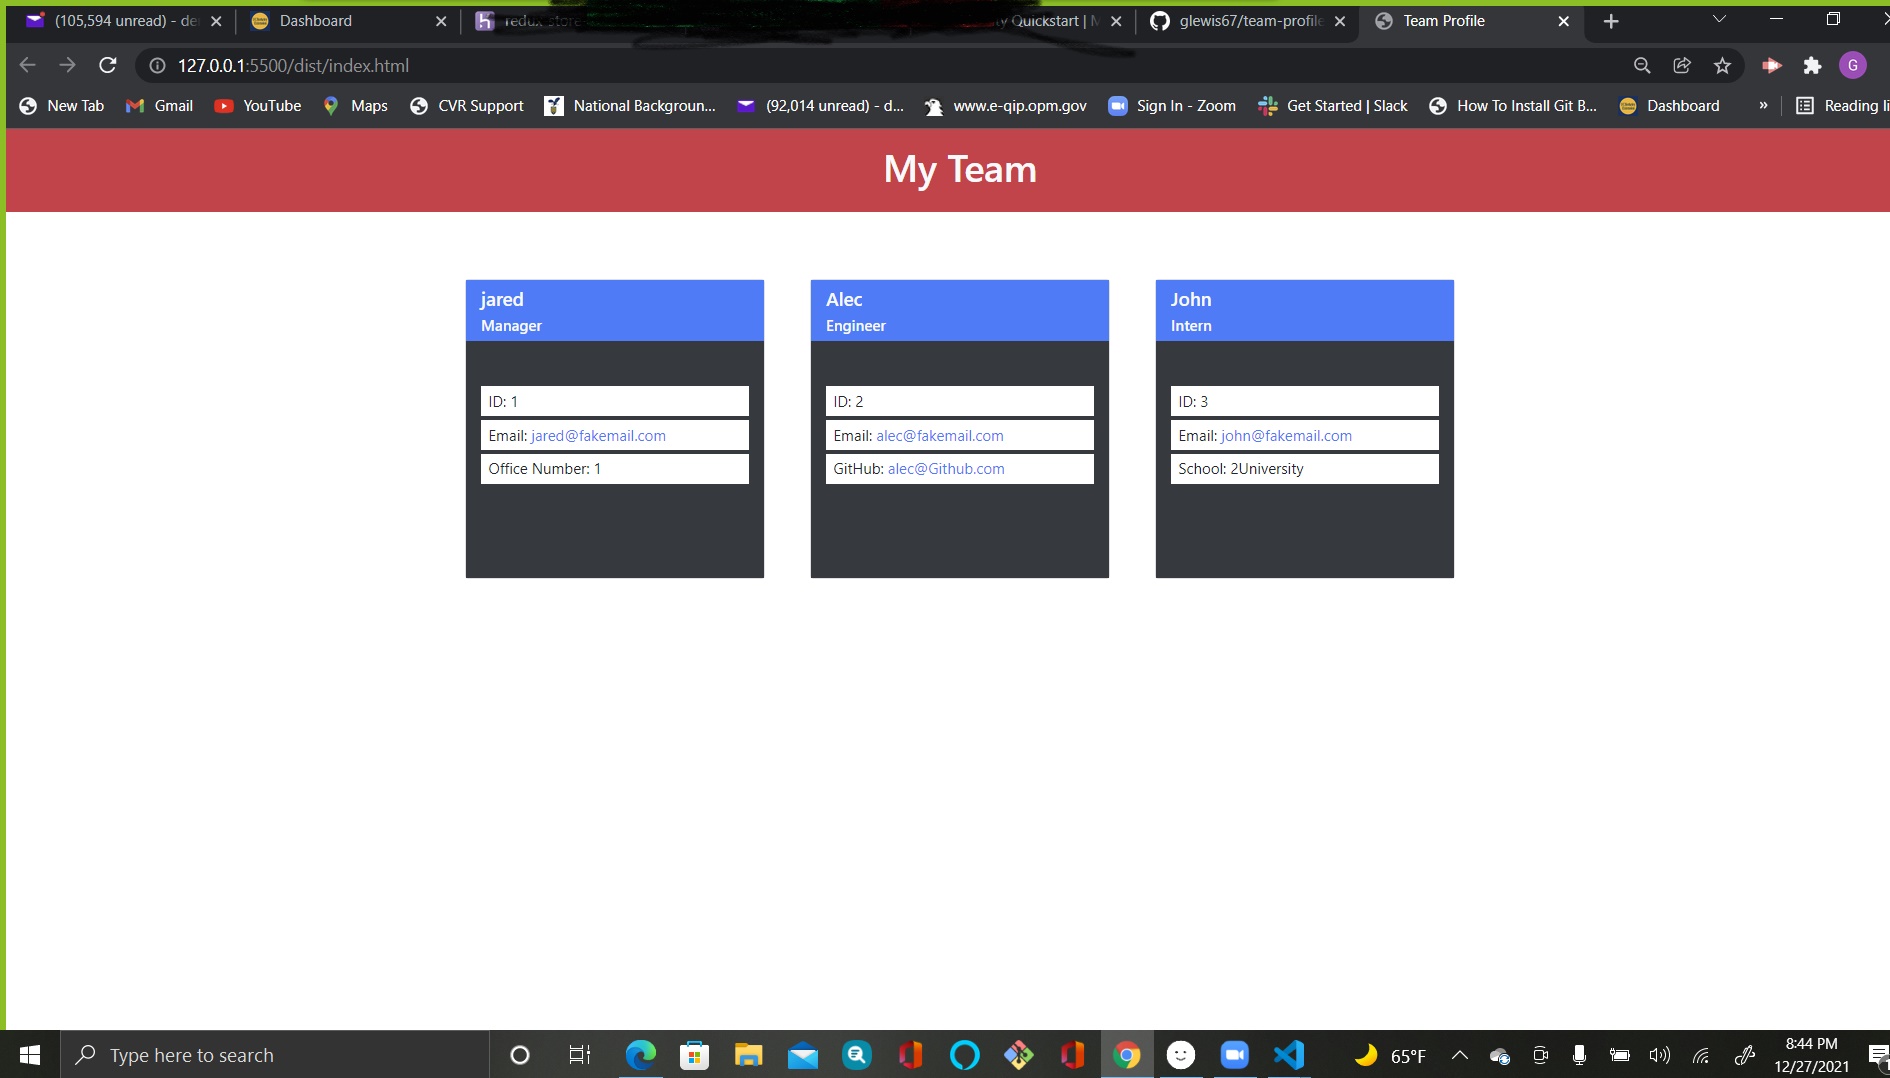 (105,594 unread) - de
Dashboard
Quickstart |
glewis67/team-profile
Team Profile
127.0.0.1:5500/dist/index.html
G
New Tab
Gmail
YouTube
Maps
CVR Support
National Backgroun...
(92,014 unread) - d...
www.e-qip.opm.gov
Sign In - Zoom
Get Started | Slack
How To Install Git B...
Dashboard
»
Reading li
My Team
jared
Manager
ID: 1
Email: jared@fakemail.com
Office Number: 1
Alec
Engineer
ID: 2
Email: alec@fakemail.com
GitHub: alec@Github.com
John
Intern
ID: 3
Email: john@fakemail.com
School: 2University
Type here to search
65°F
8:44 PM
12/27/2021